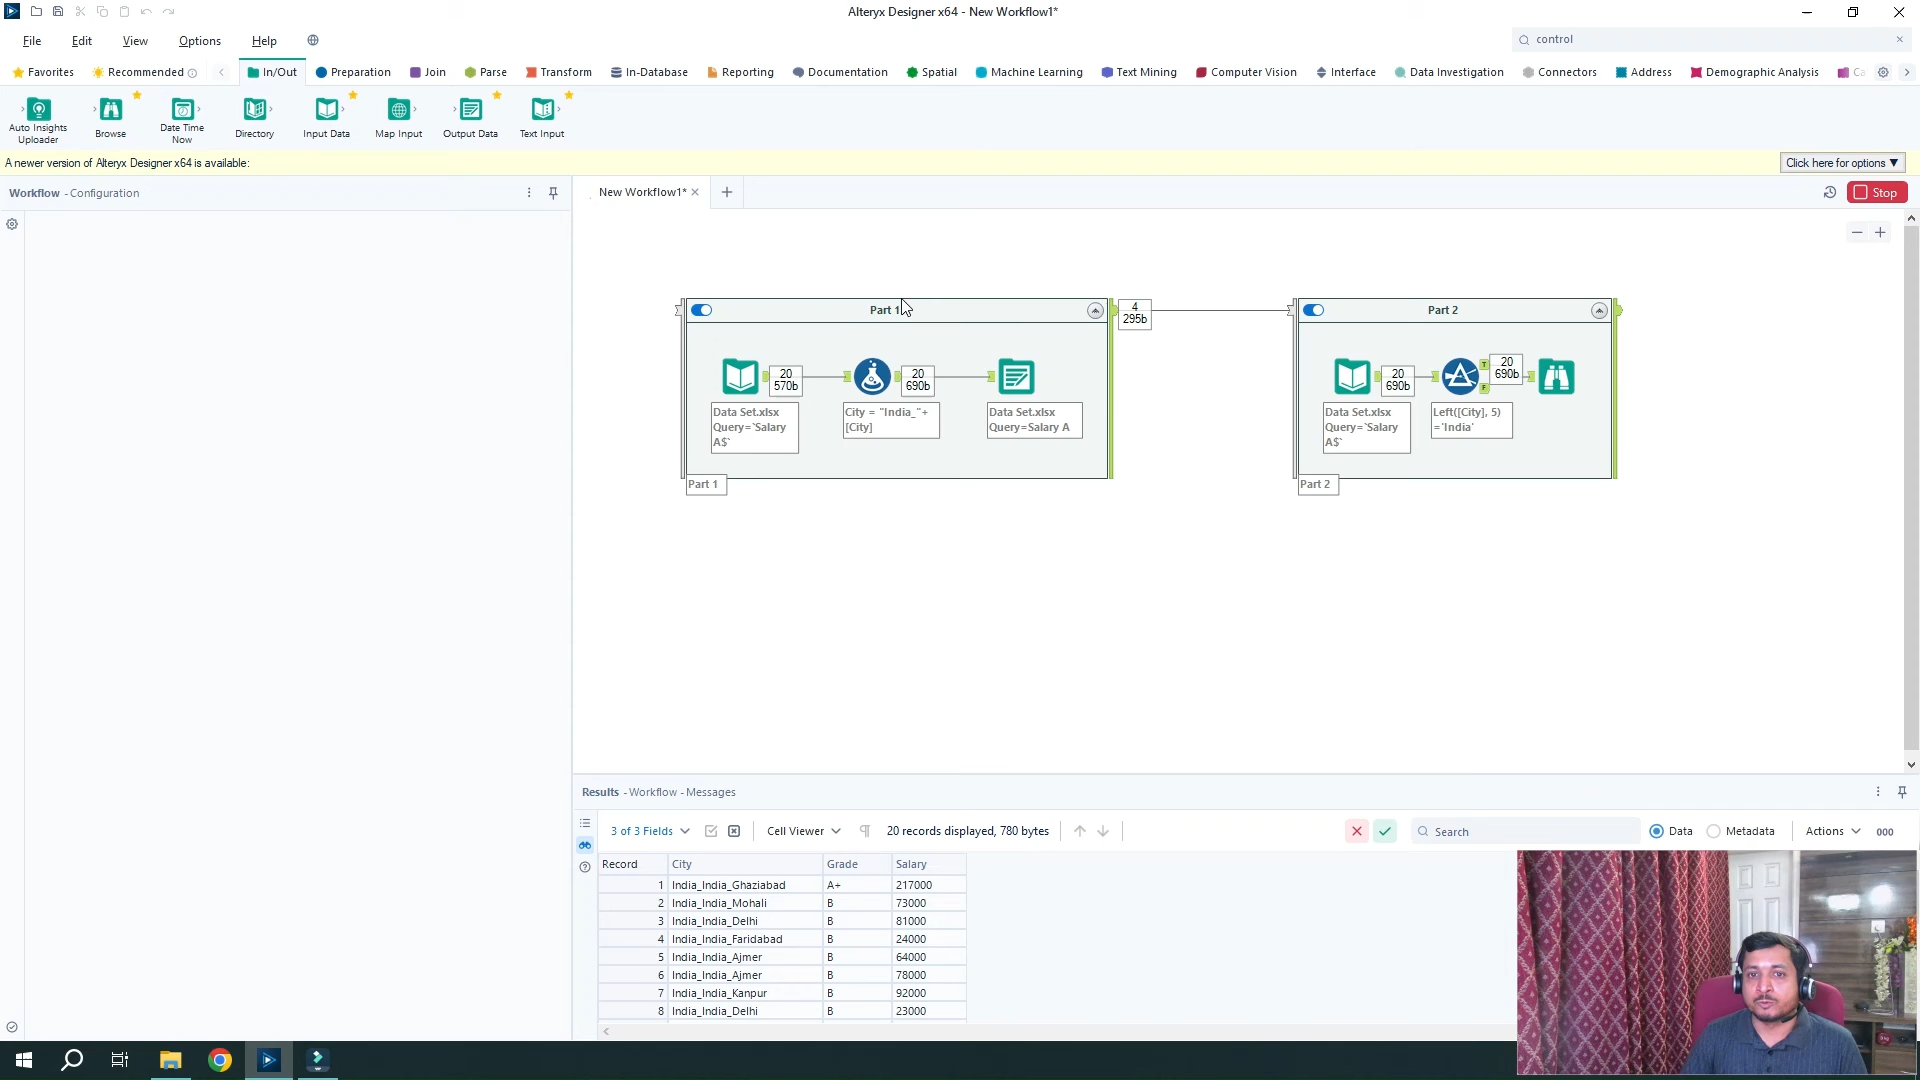 Alteryx Designer x64 - New Workflow1*
File Edit View Options Help
control
Favorites Recommended In/Out Preparation Join Parse Transform In-Database Reporting Documentation Spatial Machine Learning Text Mining Computer Vision Interface Data Investigation Connectors Address Demographic Analysis Ca
Auto Insights Uploader
Browse
Date Time Now
Directory
Input Data
Map Input
Output Data
Text Input
A newer version of Alteryx Designer x64 is available:
Click here for options ▼
Workflow - Configuration
New Workflow1*
Stop
Part 1
4
295b
Part 2
20
570b
20
690b
20
690b
20
690b
T
F
Data Set.xlsx
Query=`Salary
A$`
City = "India_"+
[City]
Data Set.xlsx
Query=Salary A
Data Set.xlsx
Query=`Salary
A$`
Left([City], 5)
='India'
Part 1
Part 2
Results - Workflow - Messages
3 of 3 Fields Cell Viewer 20 records displayed, 780 bytes Search Data Metadata Actions 000
Record City Grade Salary
1 India_India_Ghaziabad A+ 217000
2 India_India_Mohali B 73000
3 India_India_Delhi B 81000
4 India_India_Faridabad B 24000
5 India_India_Ajmer B 64000
6 India_India_Ajmer B 78000
7 India_India_Kanpur B 92000
8 India_India_Delhi B 23000